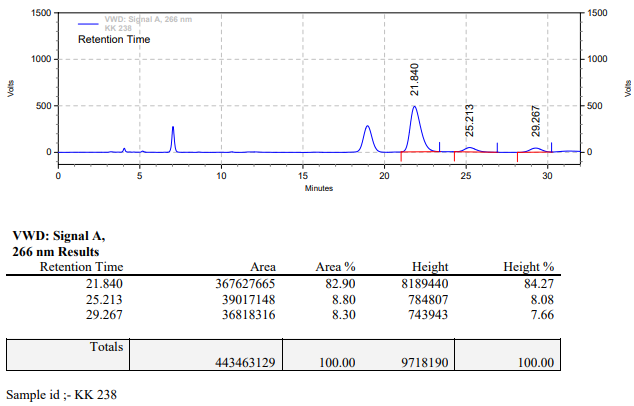 1500 VWD: Signal A, 266 nm 1500
KK 238
Retention Time
1000 1000
21.840
Volts Volts
500 25.213 29.267 500
0 0
0 5 10 15 20 25 30
Minutes
VWD: Signal A,
266 nm Results
Retention Time Area Area % Height Height %
21.840 367627665 82.90 8189440 84.27
25.213 39017148 8.80 784807 8.08
29.267 36818316 8.30 743943 7.66
Totals
443463129 100.00 9718190 100.00
Sample id ;- KK 238